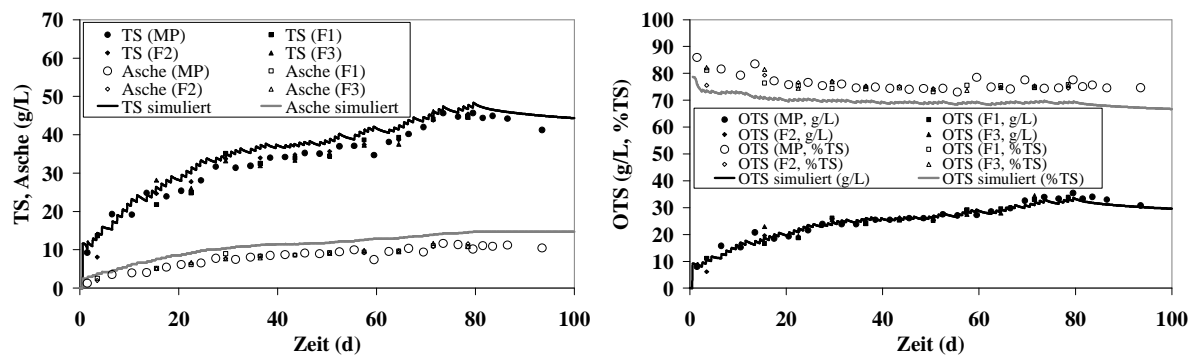 TS, Asche (g/L)
70
60
50
40
30
20
10
0
TS (MP) TS (F1)
TS (F2) TS (F3)
Asche (MP) Asche (F1)
Asche (F2) Asche (F3)
TS simuliert Asche simuliert
0 20 40 60 80 100
Zeit (d)
OTS (g/L, %TS)
100
90
80
70
60
50
40
30
20
10
0
OTS (MP, g/L) OTS (F1, g/L)
OTS (F2, g/L) OTS (F3, g/L)
OTS (MP, %TS) OTS (F1, %TS)
OTS (F2, %TS) OTS (F3, %TS)
OTS simuliert (g/L) OTS simuliert (%TS)
0 20 40 60 80 100
Zeit (d)